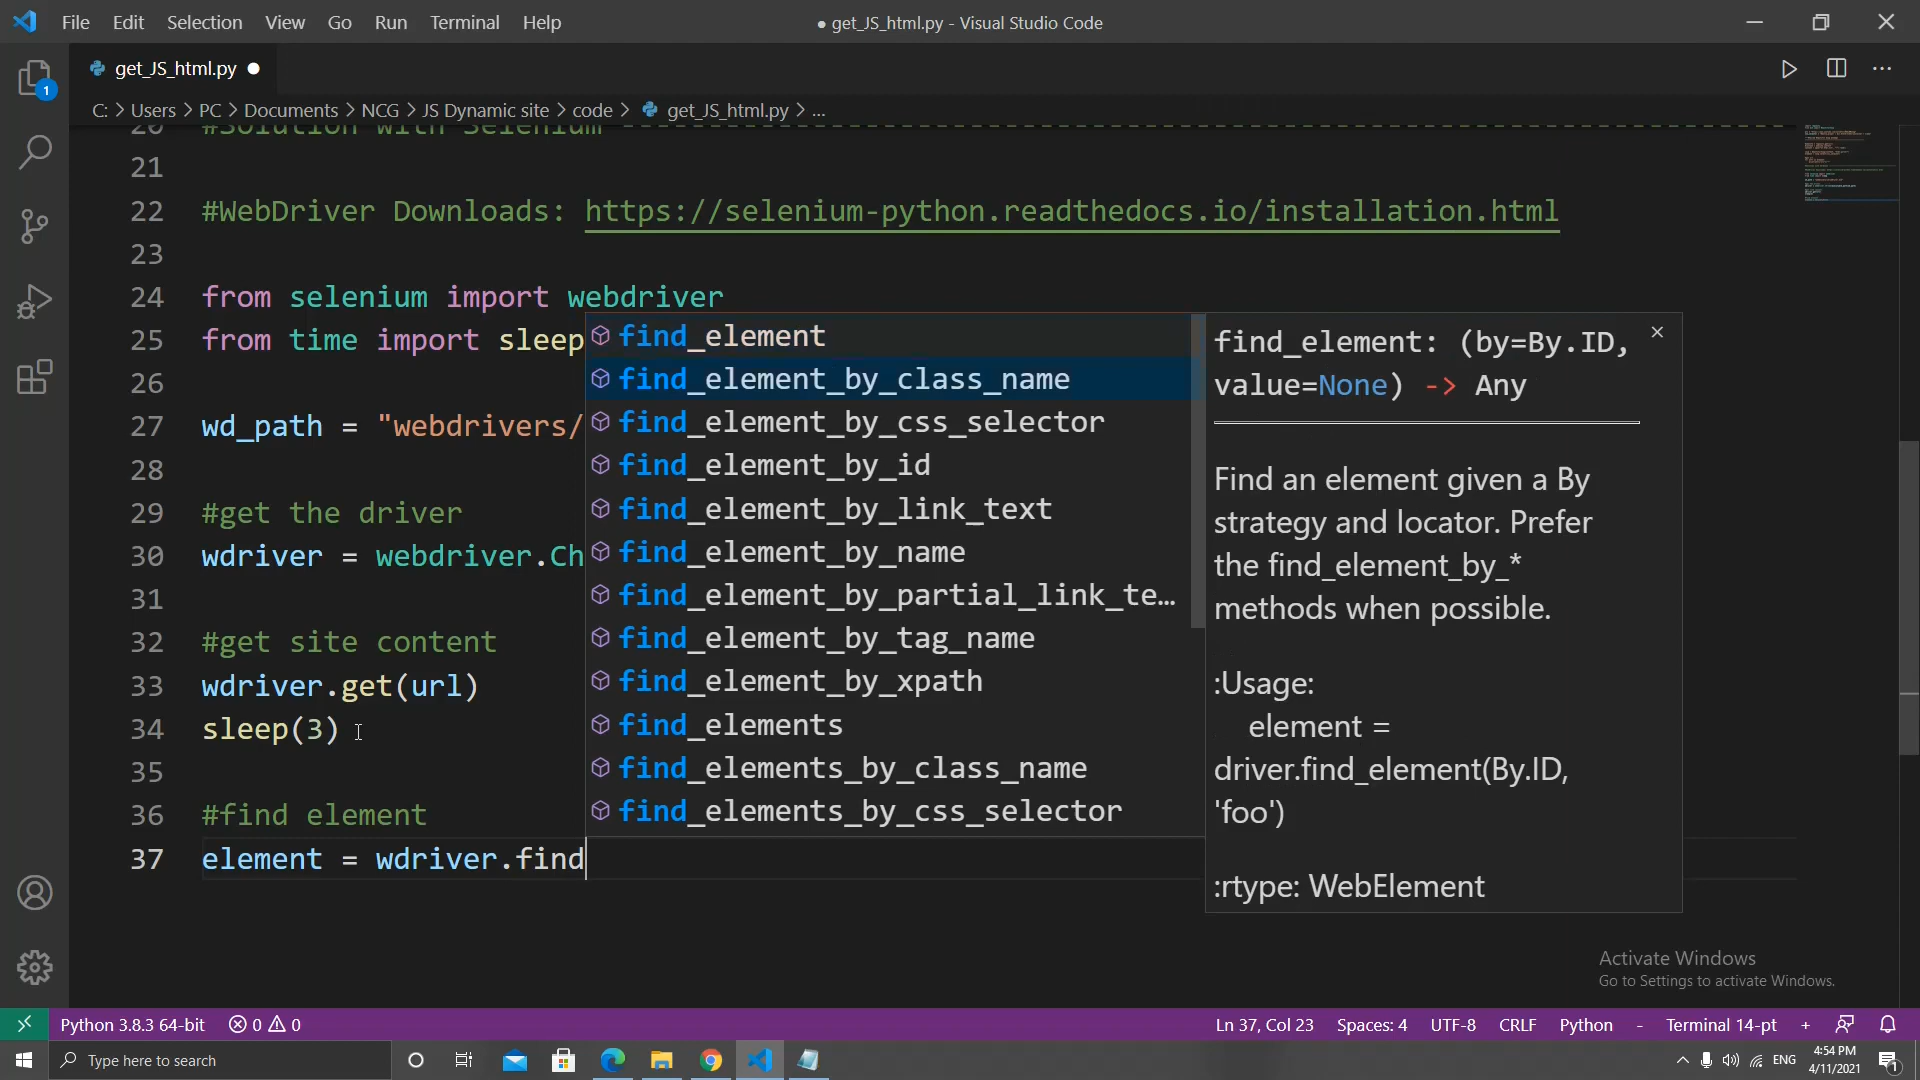 File Edit Selection View Go Run Terminal Help
● get_JS_html.py - Visual Studio Code
get_JS_html.py ●
C: > Users > PC > Documents > NCG > JS Dynamic site > code > get_JS_html.py > ...
1
20 #Solution with Selenium
21
22 #WebDriver Downloads: https://selenium-python.readthedocs.io/installation.html
23
24 from selenium import webdriver
25 from time import sleep
26
27 wd_path = "webdrivers/
28
29 #get the driver
30 wdriver = webdriver.Ch
31
32 #get site content
33 wdriver.get(url)
34 sleep(3)
35
36 #find element
37 element = wdriver.find
find_element
find_element_by_class_name
find_element_by_css_selector
find_element_by_id
find_element_by_link_text
find_element_by_name
find_element_by_partial_link_te…
find_element_by_tag_name
find_element_by_xpath
find_elements
find_elements_by_class_name
find_elements_by_css_selector
find_element: (by=By.ID,
value=None) -> Any
Find an element given a By
strategy and locator. Prefer
the find_element_by_*
methods when possible.
:Usage:
element =
driver.find_element(By.ID,
'foo')
:rtype: WebElement
Activate Windows
Go to Settings to activate Windows.
Python 3.8.3 64-bit 0 0 Ln 37, Col 23 Spaces: 4 UTF-8 CRLF Python - Terminal 14-pt +
Type here to search
ENG
4:54 PM
4/11/2021
1